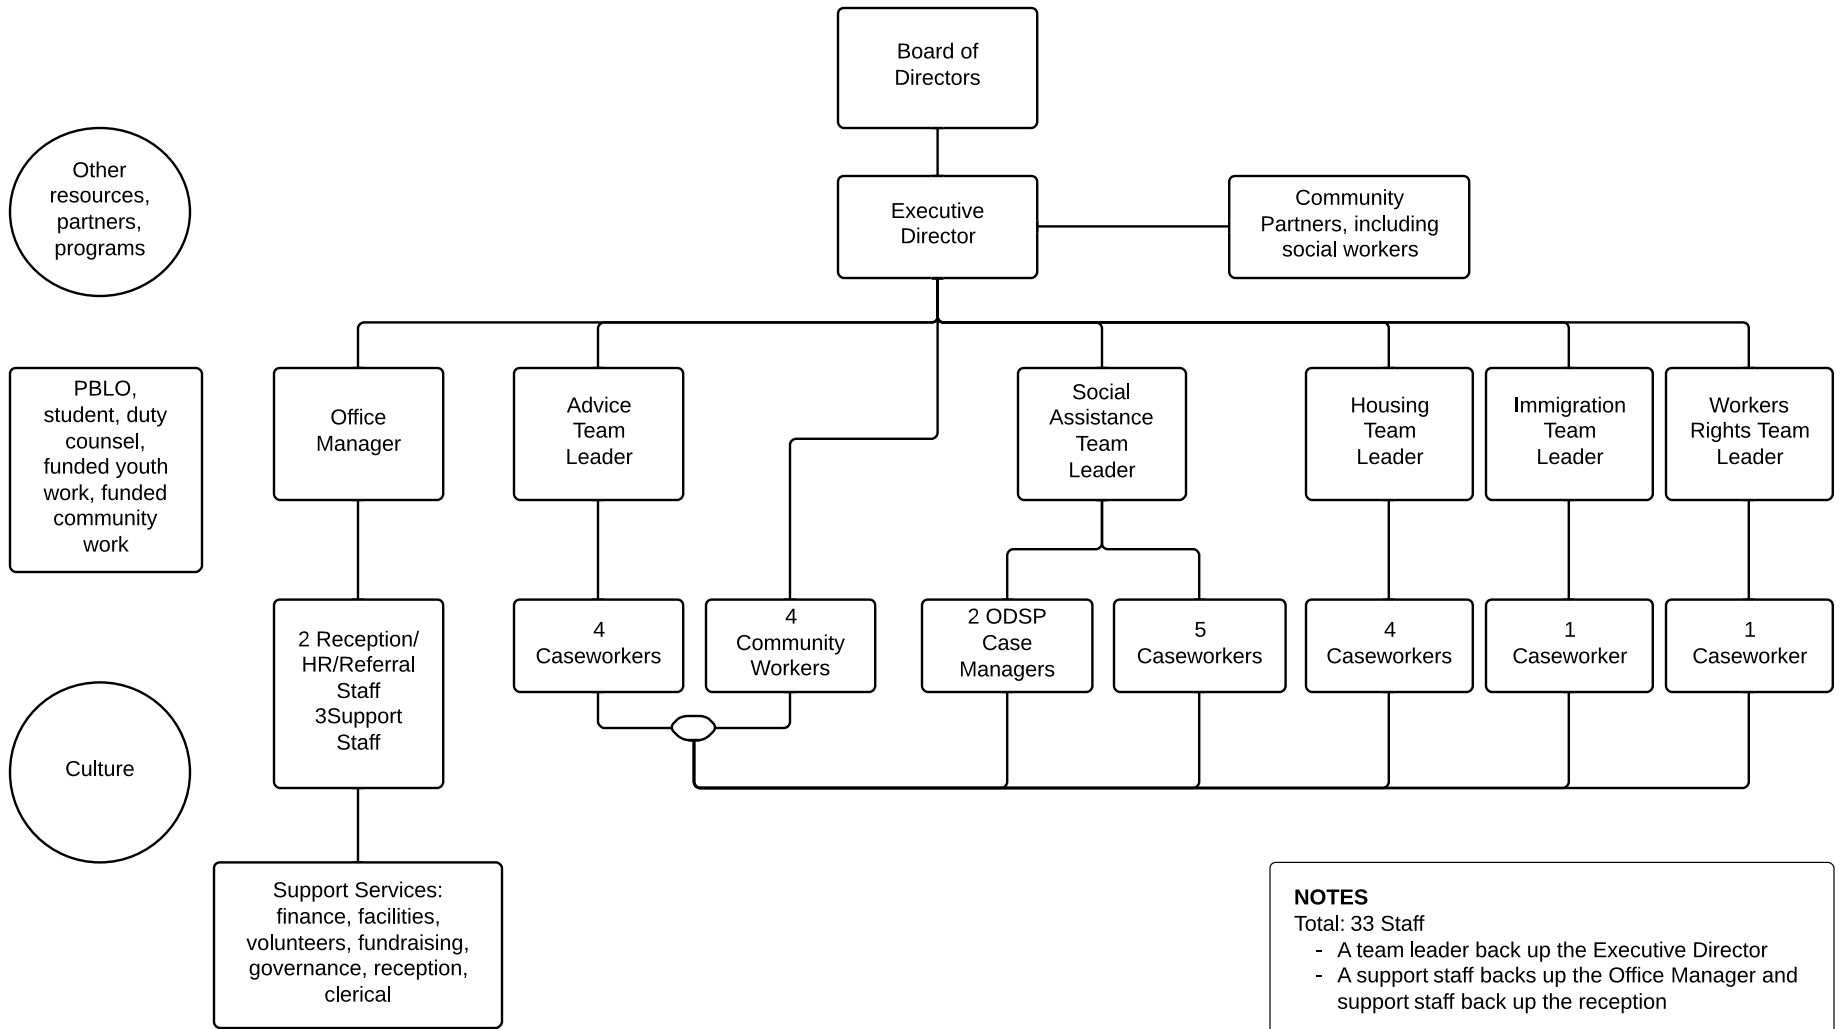 Board of
Directors
Other
resources,
partners,
programs
Executive
Director
Community
Partners, including
social workers
PBLO,
student, duty
counsel,
funded youth
work, funded
community
work
Office
Manager
Advice
Team
Leader
Social
Assistance
Team
Leader
Housing
Team
Leader
Immigration
Team
Leader
Workers
Rights Team
Leader
2 Reception/
HR/Referral
Staff
3Support
Staff
4
Caseworkers
4
Community
Workers
2 ODSP
Case
Managers
5
Caseworkers
4
Caseworkers
1
Caseworker
1
Caseworker
Culture
Support Services:
finance, facilities,
volunteers, fundraising,
governance, reception,
clerical
NOTES
Total: 33 Staff
- A team leader back up the Executive Director
- A support staff backs up the Office Manager and
support staff back up the reception